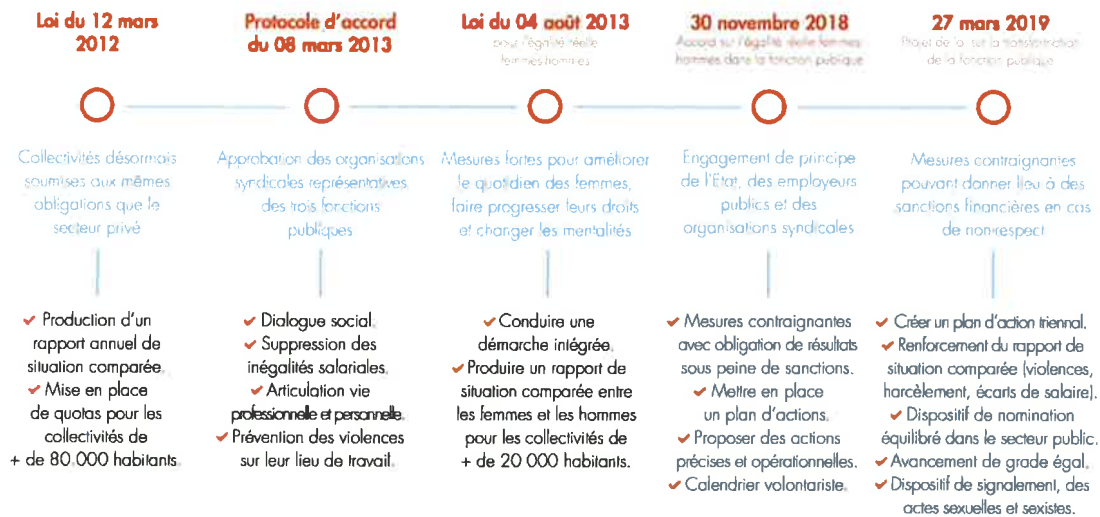 Loi du 12 mars
2012
Collectivités désormais
soumises aux mêmes
obligations que le
secteur privé
✔ Production d'un
rapport annuel de
situation comparée.
✔ Mise en place
de quotas pour les
collectivités de
+ de 80.000 habitants.
Protocole d'accord
du 08 mars 2013
Approbation des organisations
syndicales représentatives
des trois fonctions
publiques
✔ Dialogue social.
✔ Suppression des
inégalités salariales.
✔ Articulation vie
professionnelle et personnelle.
✔ Prévention des violences
sur leur lieu de travail.
Loi du 04 août 2013
pour l'égalité réelle
femmes hommes
Mesures fortes pour améliorer
le quotidien des femmes,
faire progresser leurs droits
et changer les mentalités
✔ Conduire une
démarche intégrée.
✔ Produire un rapport de
situation comparée entre
les femmes et les hommes
pour les collectivités de
+ de 20 000 habitants.
30 novembre 2018
Accord sur l'égalité réelle femmes
hommes dans la fonction publique
Engagement de principe
de l'État, des employeurs
publics et des
organisations syndicales
✔ Mesures contraignantes
avec obligation de résultats
sous peine de sanctions.
✔ Mettre en place
un plan d'actions.
✔ Proposer des actions
précises et opérationnelles.
✔ Calendrier volontariste.
27 mars 2019
Projet de loi sur la transformation
de la fonction publique
Mesures contraignantes
pouvant donner lieu à des
sanctions financières en cas
de non-respect
✔ Créer un plan d'action triennal.
✔ Renforcement du rapport de
situation comparée (violences,
harcèlement, écarts de salaire).
✔ Dispositif de nomination
équilibré dans le secteur public.
✔ Avancement de grade égal.
✔ Dispositif de signalement, des
actes sexuelles et sexistes.